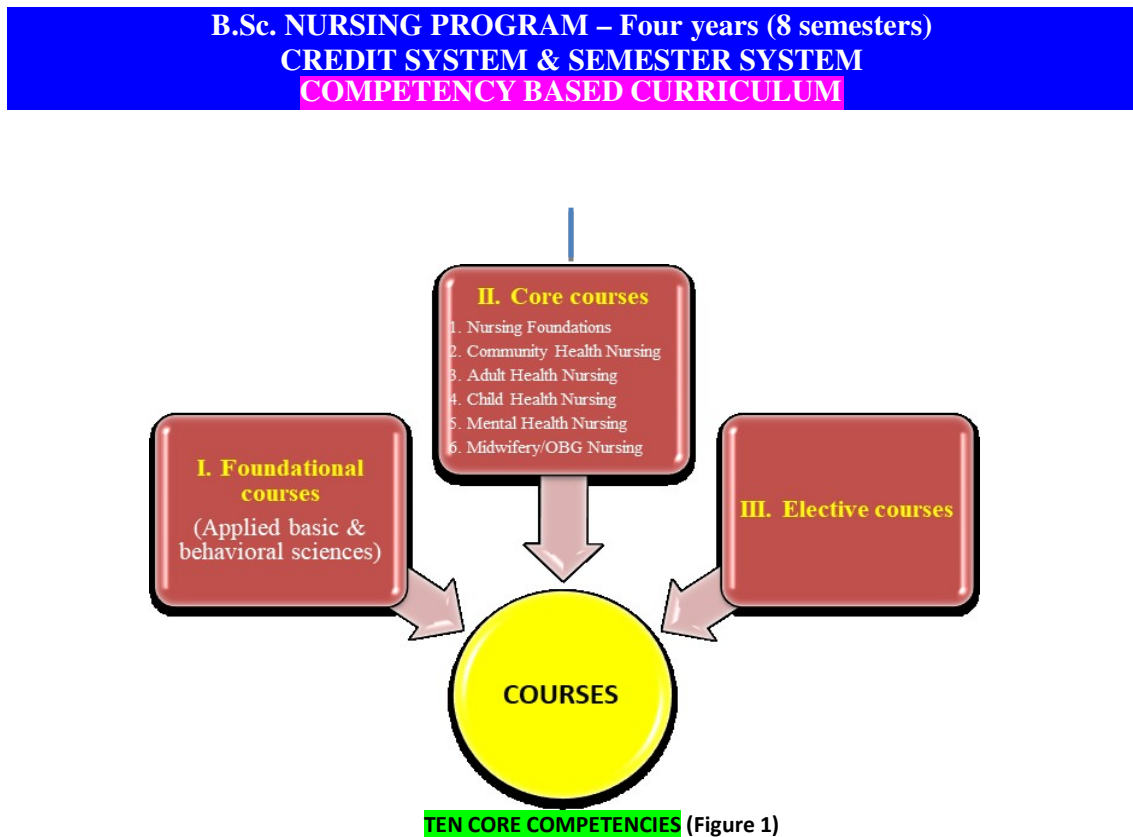 B.Sc. NURSING PROGRAM – Four years (8 semesters)
CREDIT SYSTEM & SEMESTER SYSTEM
COMPETENCY BASED CURRICULUM
II. Core courses
1. Nursing Foundations
2. Community Health Nursing
3. Adult Health Nursing
4. Child Health Nursing
5. Mental Health Nursing
6. Midwifery/OBG Nursing
I. Foundational
courses
(Applied basic &
behavioral sciences)
III. Elective courses
COURSES
TEN CORE COMPETENCIES (Figure 1)